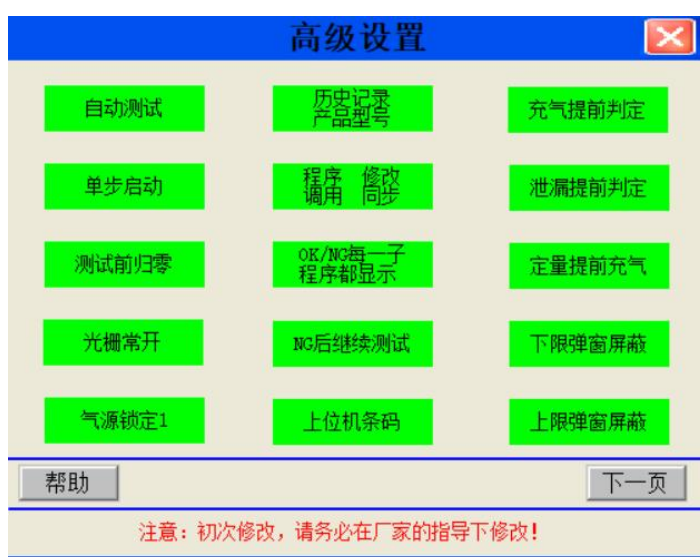 高级设置
自动测试
历史记录
产品型号
充气提前判定
单步启动
程序 修改
调用 同步
泄漏提前判定
测试前归零
OK/NG每一子
程序都显示
定量提前充气
光栅常开
NG后继续测试
下限弹窗屏蔽
气源锁定1
上位机条码
上限弹窗屏蔽
帮助
下一页
注意：初次修改，请务必在厂家的指导下修改！